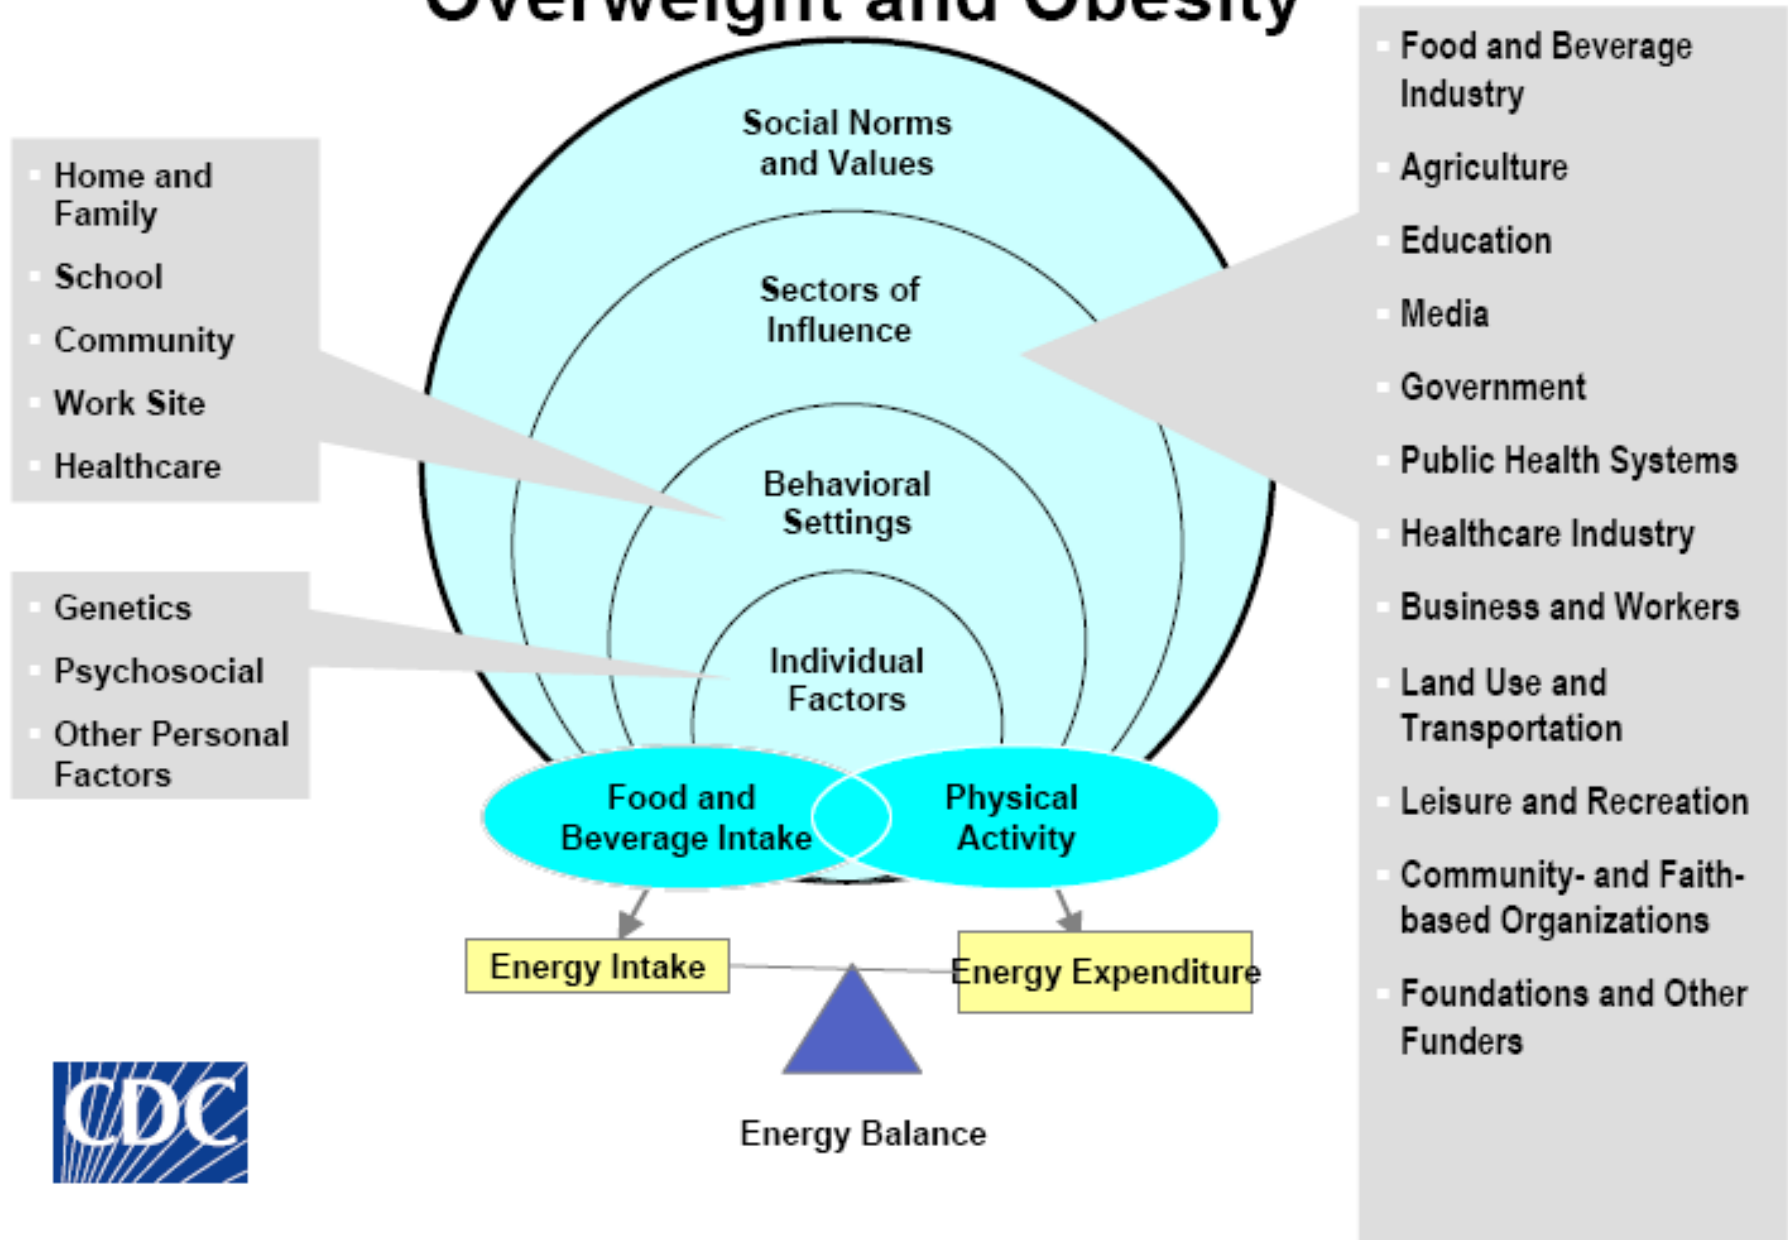 Overweight and Obesity
Home and
Family
School
Community
Work Site
Healthcare
Genetics
Psychosocial
Other Personal
Factors
Social Norms
and Values
Sectors of
Influence
Behavioral
Settings
Individual
Factors
Food and
Beverage Intake
Physical
Activity
Energy Intake
Energy Expenditure
Energy Balance
Food and Beverage
Industry
Agriculture
Education
Media
Government
Public Health Systems
Healthcare Industry
Business and Workers
Land Use and
Transportation
Leisure and Recreation
Community- and Faith-
based Organizations
Foundations and Other
Funders
CDC